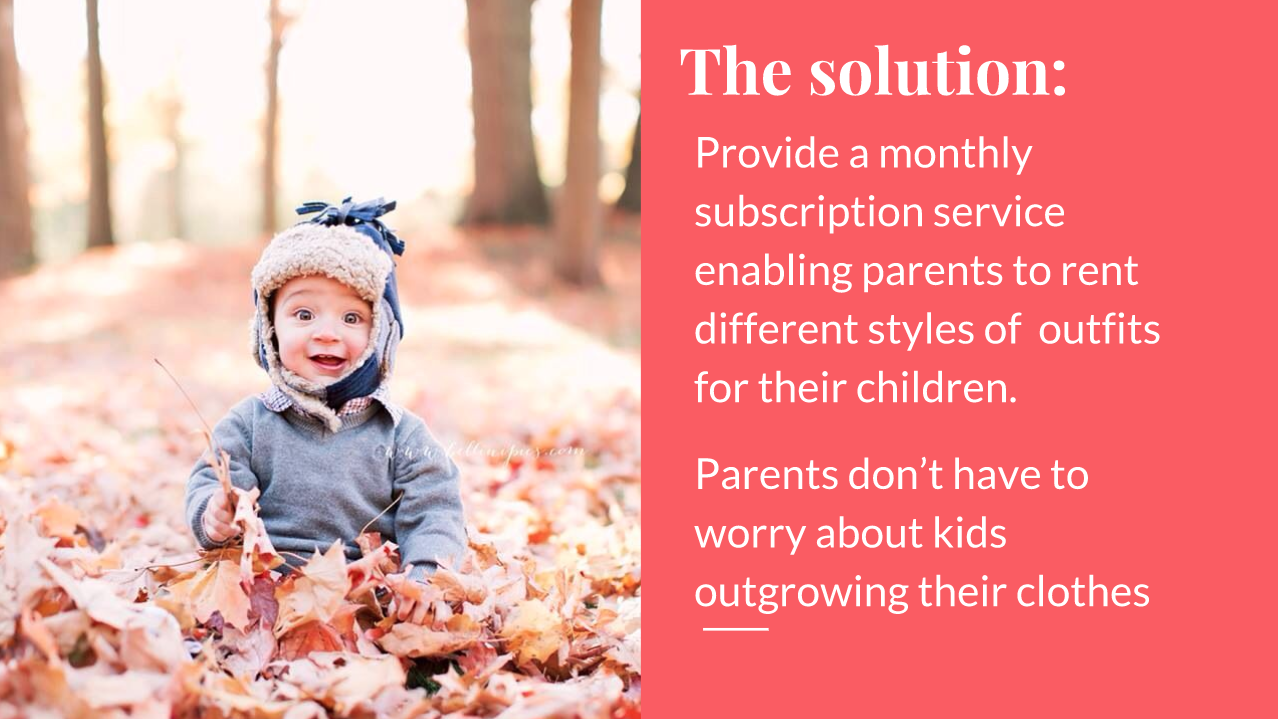 The solution:
Provide a monthly
subscription service
enabling parents to rent
different styles of  outfits
for their children.
Parents don’t have to
worry about kids
outgrowing their clothes